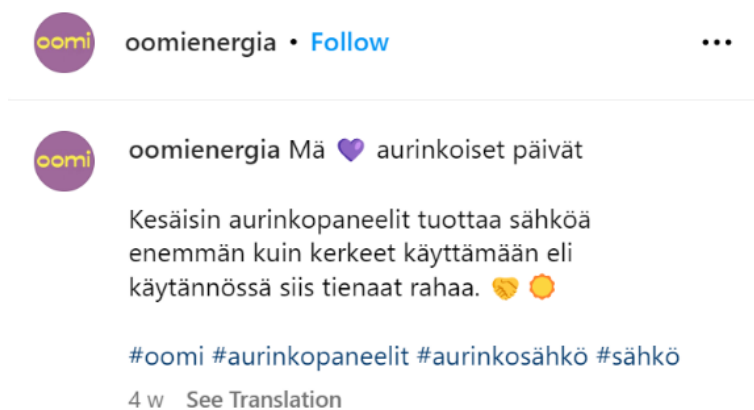 oomi
oomienergia • Follow
•••
oomi
oomienergia Mä 💜 aurinkoiset päivät
Kesäisin aurinkopaneelit tuottaa sähköä
enemmän kuin kerkeet käyttämään eli
käytännössä siis tienaat rahaa. 🤝 🌞
#oomi #aurinkopaneelit #aurinkosähkö #sähkö
4 w See Translation